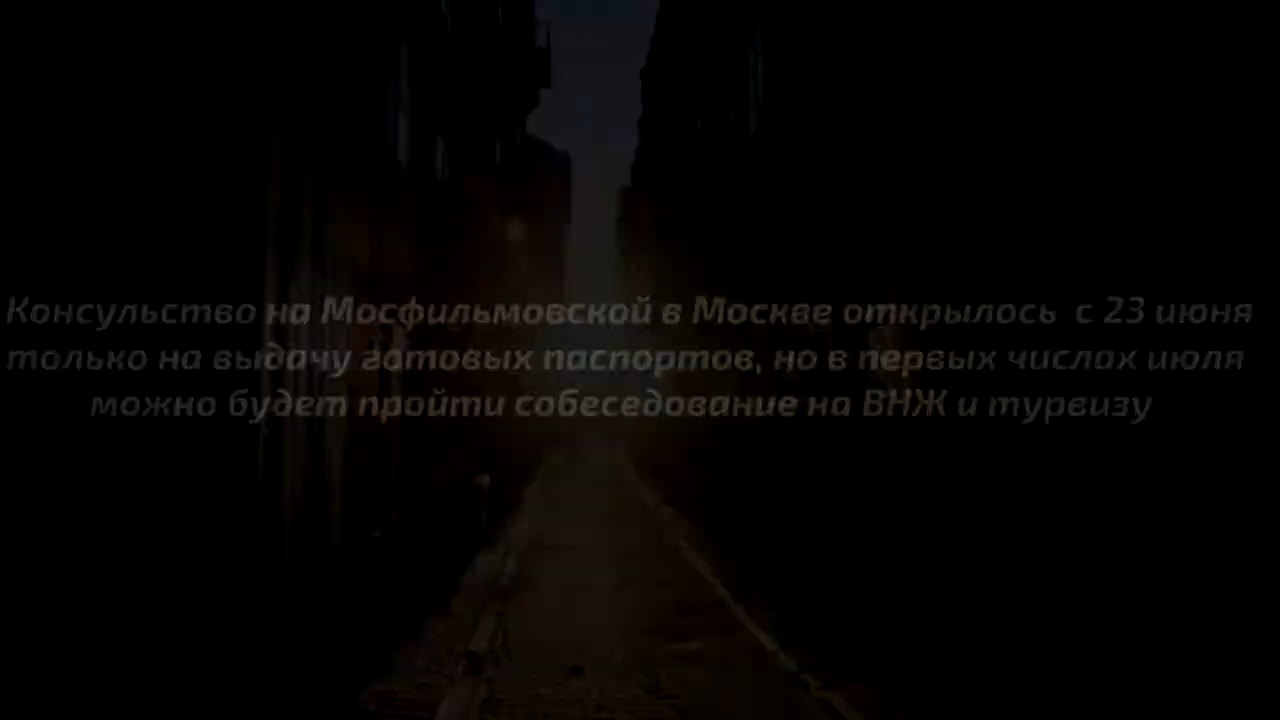 Консульство на Мосфильмовской в Москве открылось с 23 июня
только на выдачу готовых паспортов, но в первых числах июля
можно будет пройти собеседование на ВНЖ и турвизу